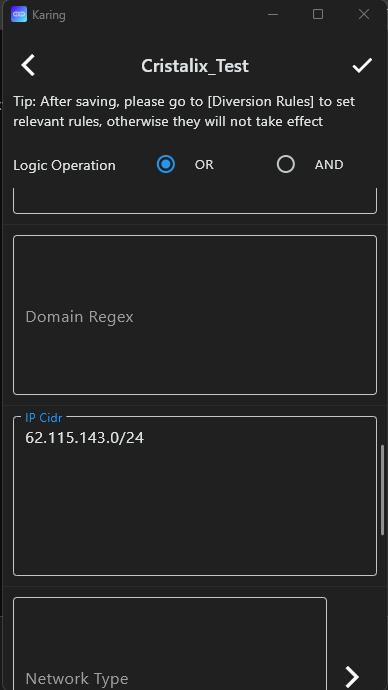 Karing
Cristalix_Test
Tip: After saving, please go to [Diversion Rules] to set
relevant rules, otherwise they will not take effect
Logic Operation OR AND
Domain Regex
IP Cidr
62.115.143.0/24
Network Type